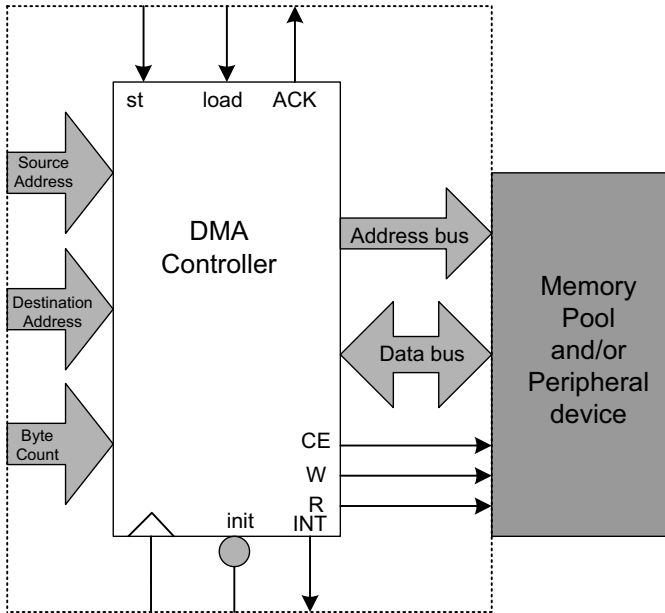 st load ACK
Source
Address
DMA
Controller
Address bus
Destination
Address
Memory
Pool
and/or
Peripheral
device
Data bus
Byte
Count
CE
W
R
init INT